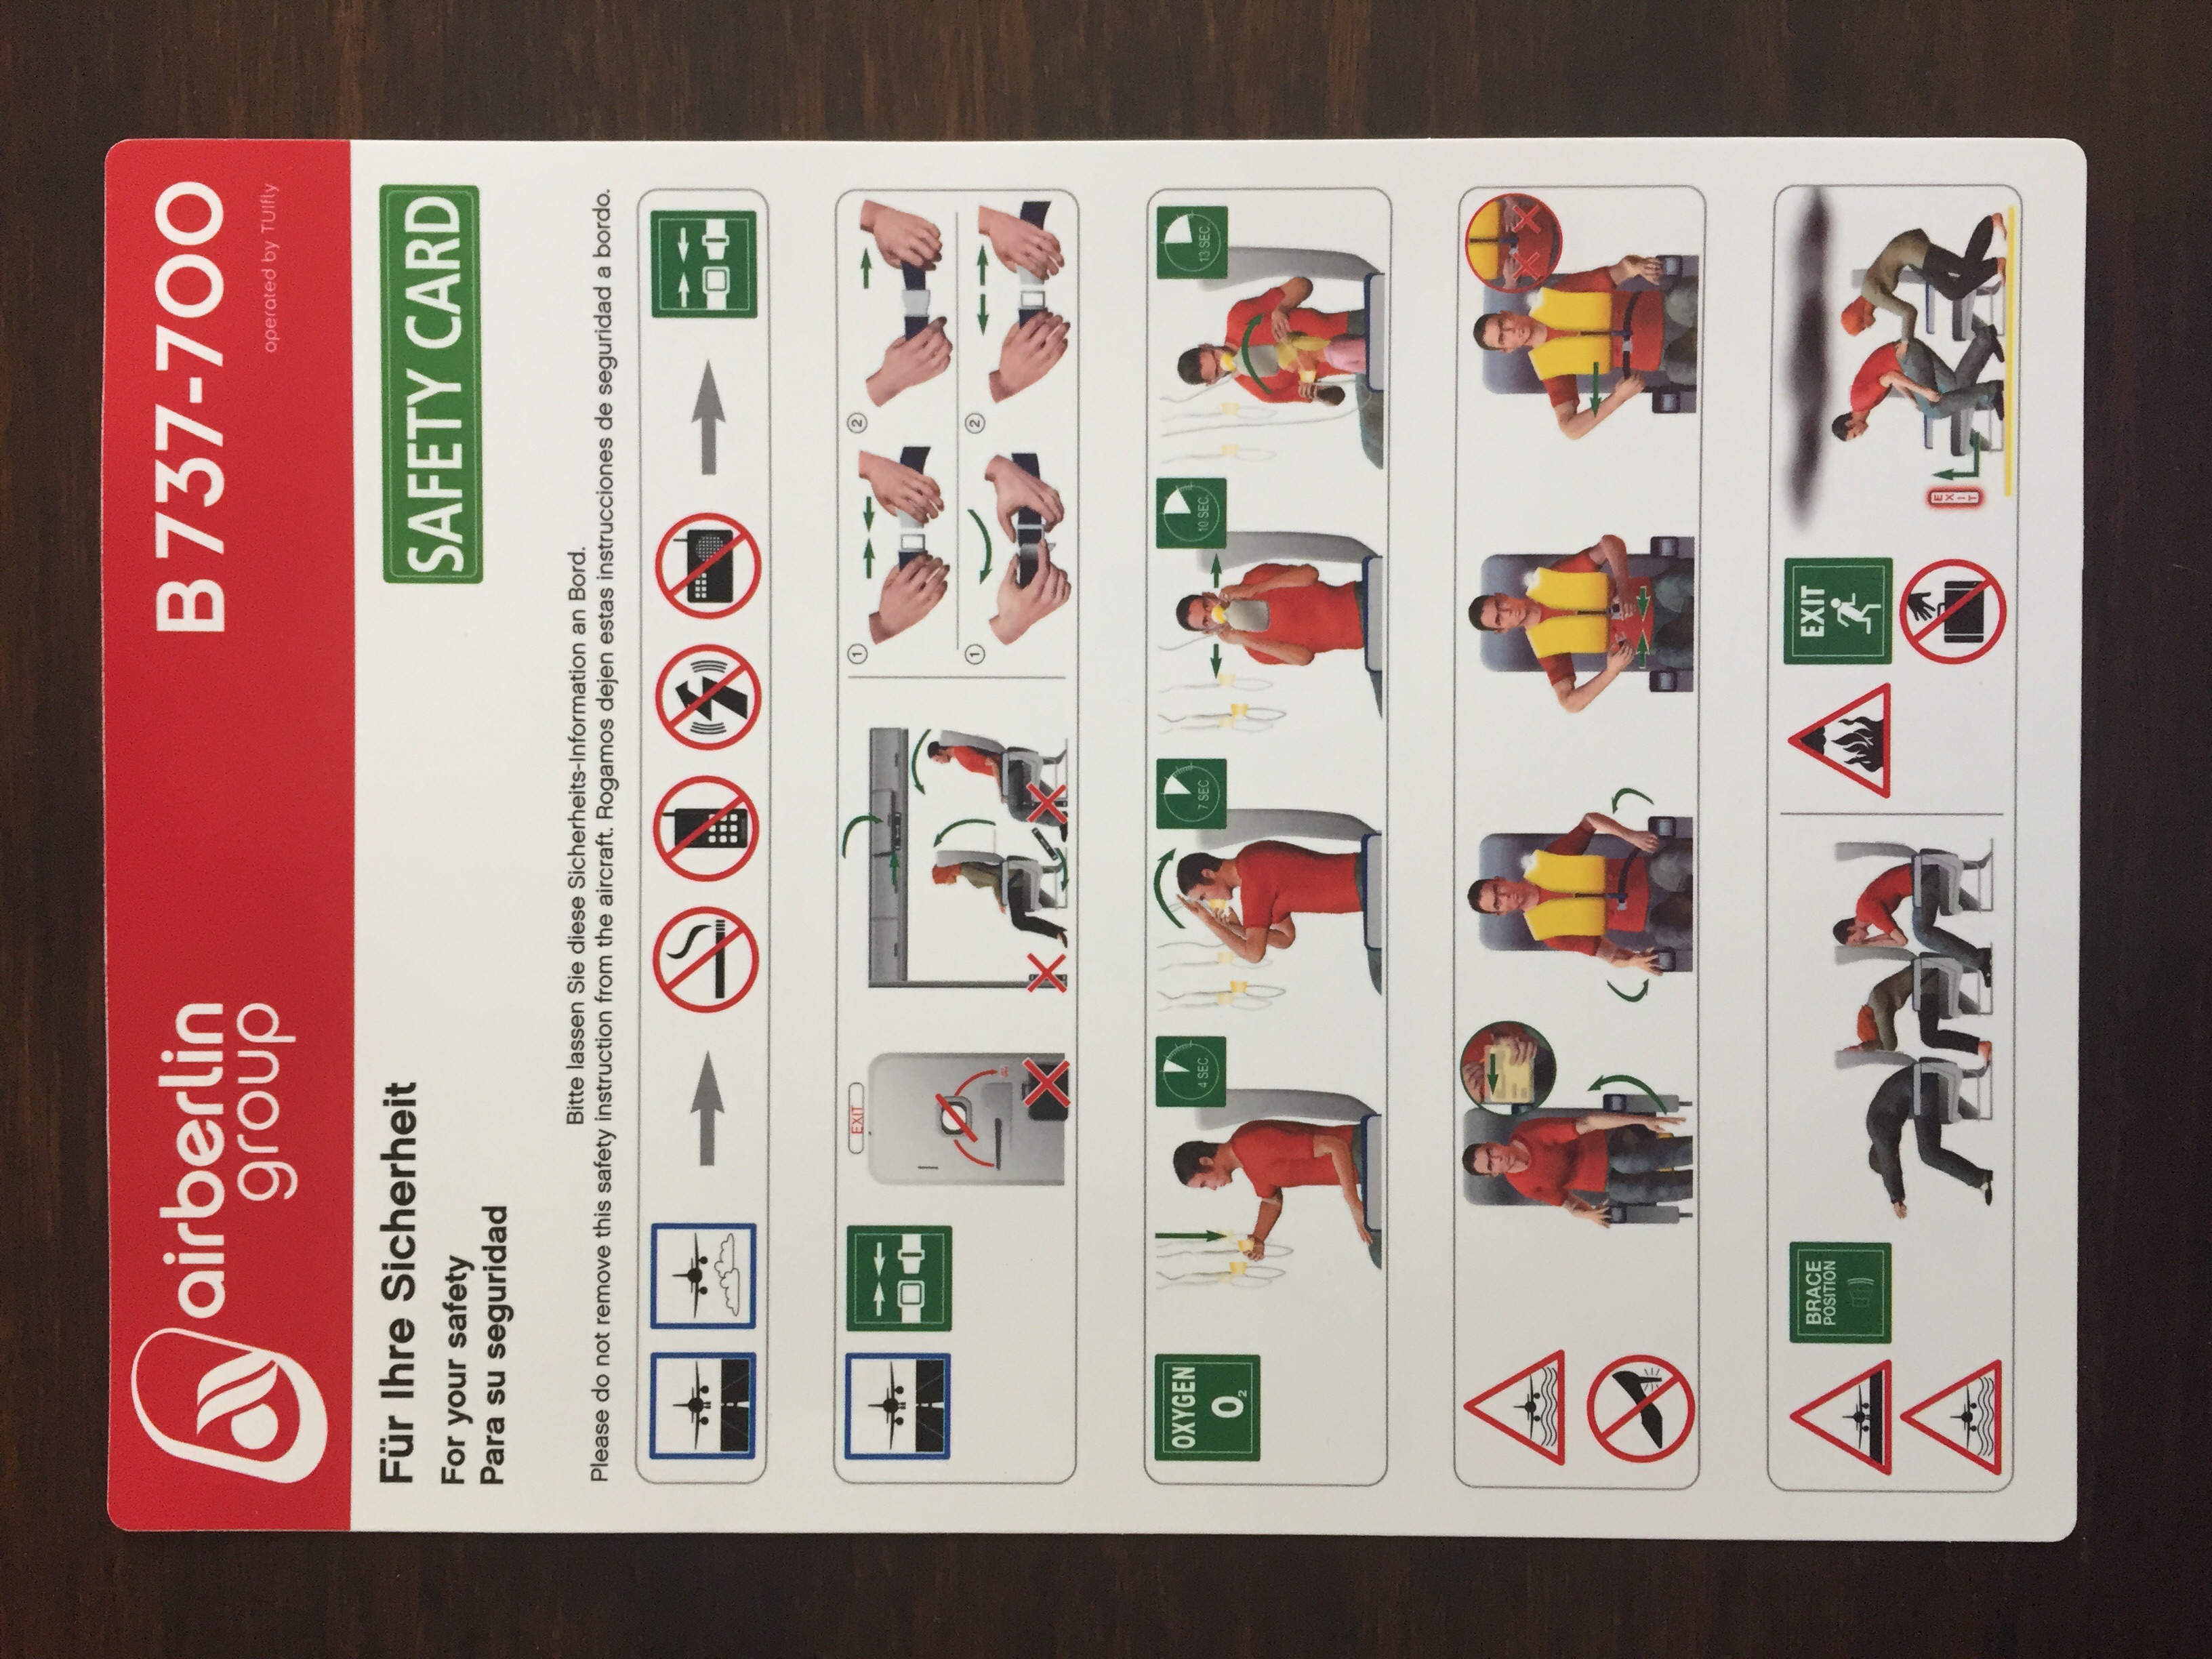 airberlin
group
B 737-700
operated by TUIfly
Für Ihre Sicherheit
For your safety
Para su seguridad
SAFETY CARD
Bitte lassen Sie diese Sicherheits-Information an Bord.
Please do not remove this safety instruction from the aircraft. Rogamos dejen estas instrucciones de seguridad a bordo.
EXIT
1
2
1
2
OXYGEN
O2
4 SEC.
7 SEC.
10 SEC.
13 SEC.
BRACE
POSITION
EXIT
EXIT